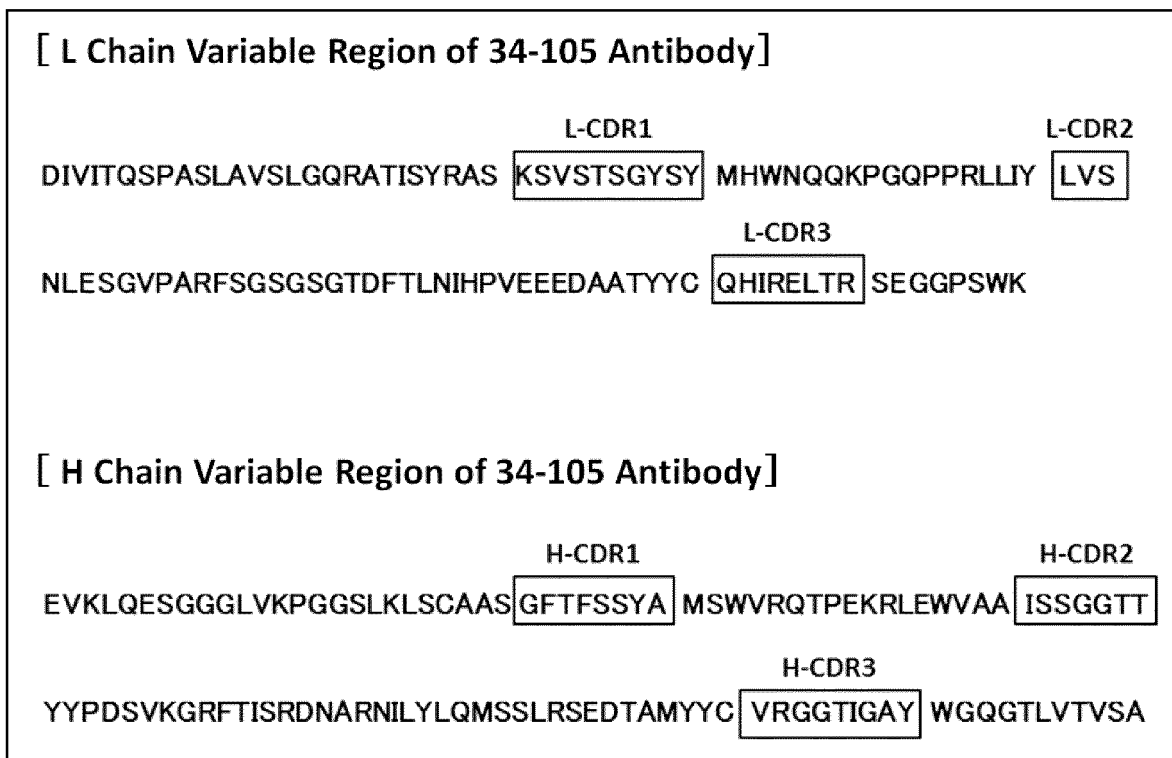 [ L Chain Variable Region of 34-105 Antibody]
L-CDR1 L-CDR2
DIVITQSPASLAVSLGQRATISYRAS KSVSTSGYSY MHWNQQKPGQPPRLLIY LVS
L-CDR3
NLESGVPARFSGSGSGTDFTLNIHPVEEEDAATYYC QHIRELTR SEGGPSWK
[ H Chain Variable Region of 34-105 Antibody]
H-CDR1 H-CDR2
EVKLQESGGGLVKPGGSLKLSCAAS GFTFSSYA MSWVRQTPEKRLEWVAA ISSGGTT
H-CDR3
YYPDSVKGRFTISRDNARNILYLQMSSLRSEDTAMYYC VRGGTIGAY WGQGTLVTVSA